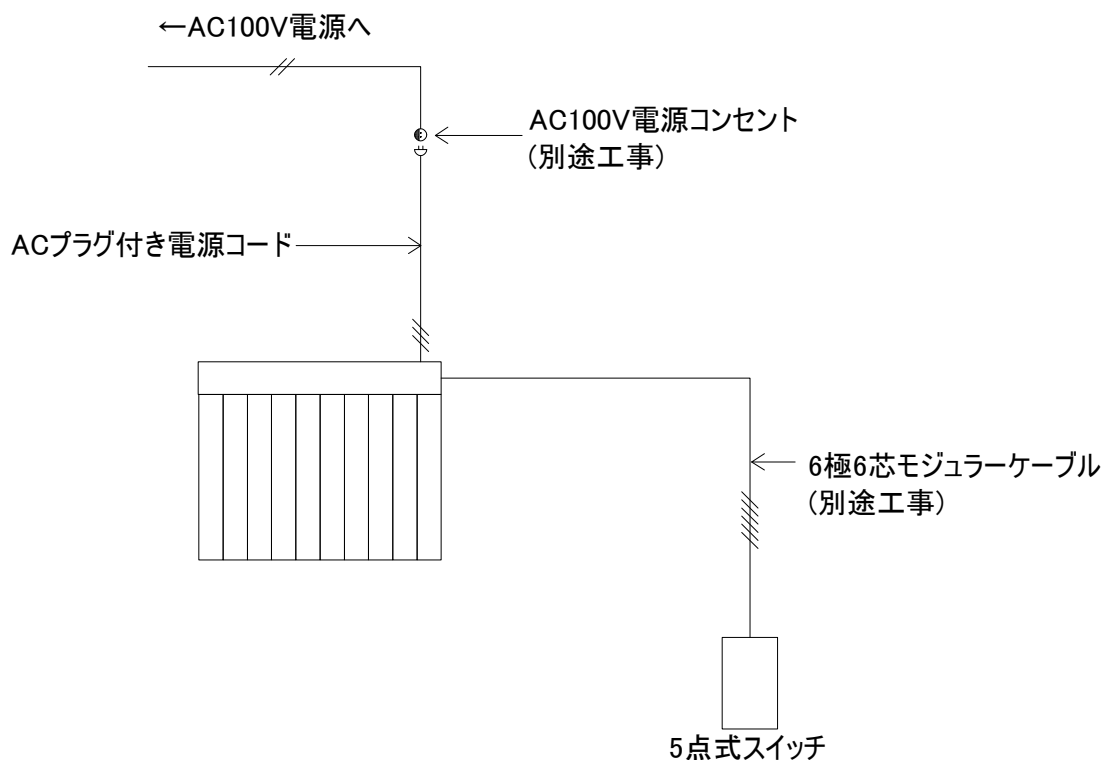 ←AC100V電源へ
AC100V電源コンセント
(別途工事)
ACプラグ付き電源コード
6極6芯モジュラーケーブル
(別途工事)
5点式スイッチ